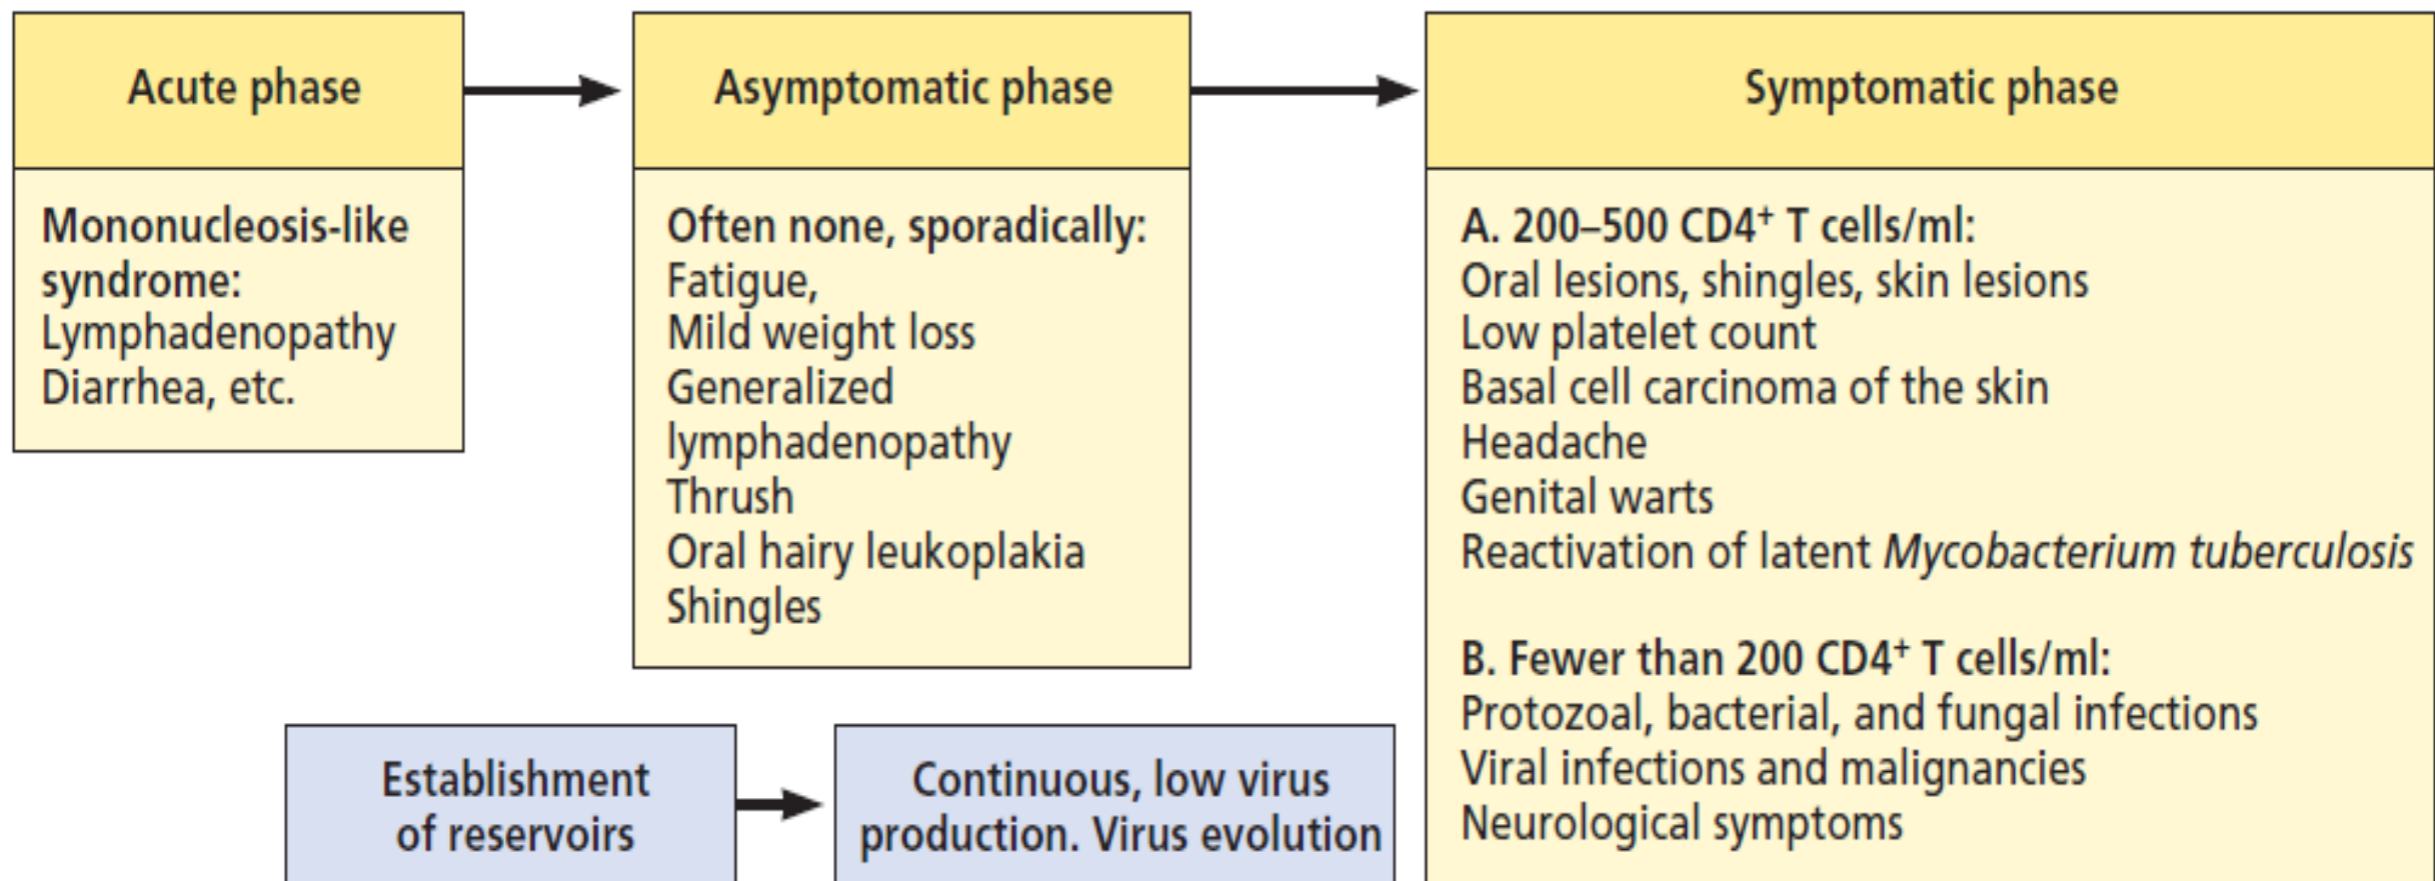 Acute phase
Mononucleosis-like
syndrome:
Lymphadenopathy
Diarrhea, etc.
Asymptomatic phase
Often none, sporadically:
Fatigue,
Mild weight loss
Generalized
lymphadenopathy
Thrush
Oral hairy leukoplakia
Shingles
Symptomatic phase
A. 200–500 CD4⁺ T cells/ml:
Oral lesions, shingles, skin lesions
Low platelet count
Basal cell carcinoma of the skin
Headache
Genital warts
Reactivation of latent Mycobacterium tuberculosis
B. Fewer than 200 CD4⁺ T cells/ml:
Protozoal, bacterial, and fungal infections
Viral infections and malignancies
Neurological symptoms
Establishment
of reservoirs
Continuous, low virus
production. Virus evolution